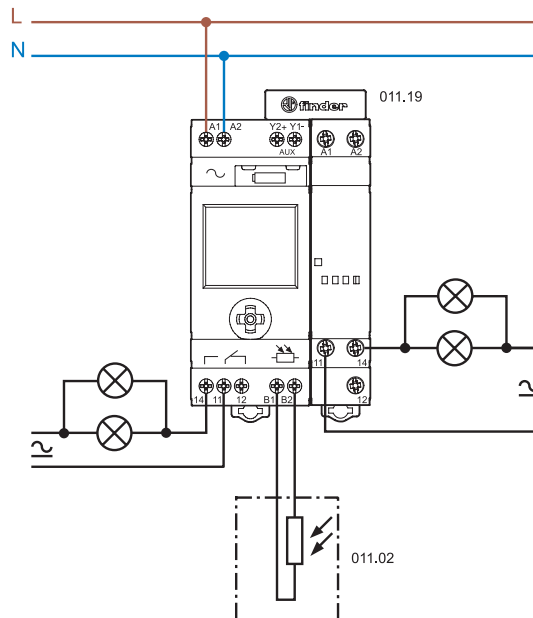 L
N
finder
011.19
A1 A2 Y2+ Y1-
AUX
A1 A2
11 14
14 11 12 B1 B2 12
011.02